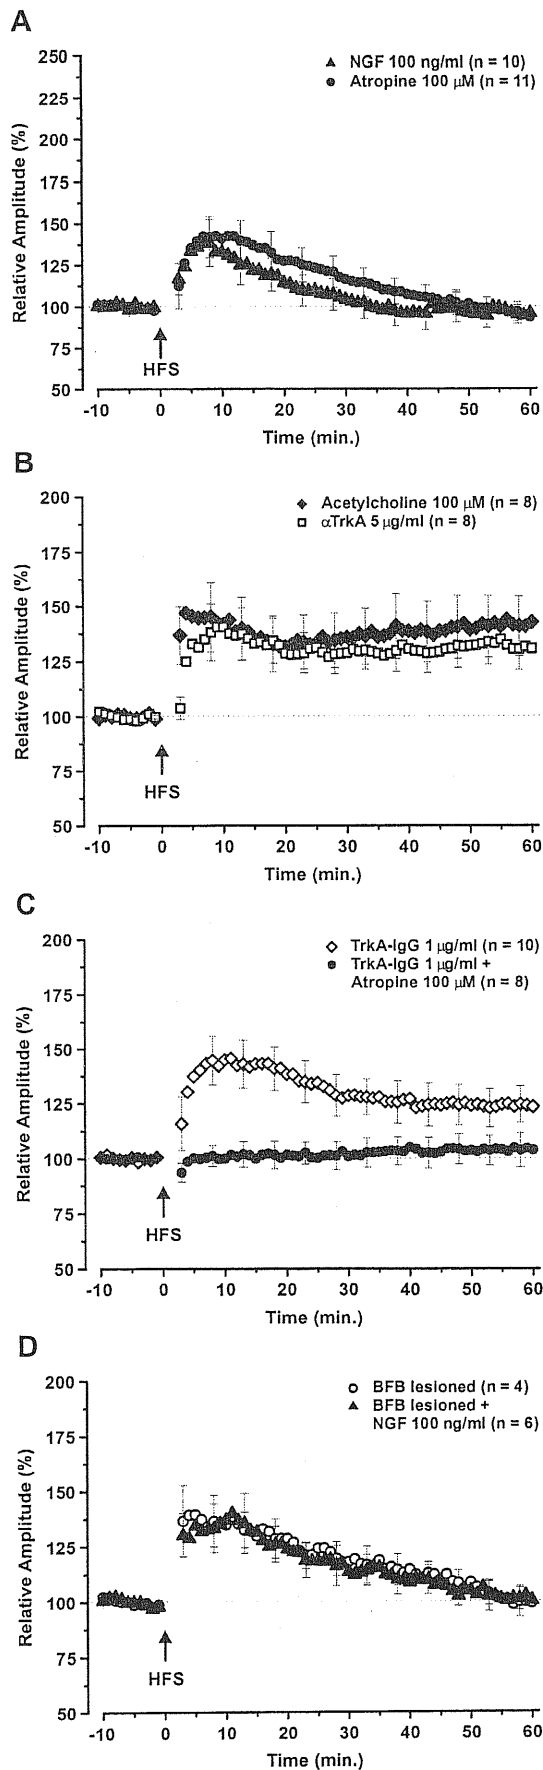 A
250
225
200
175
150
125
100
75
50
Relative Amplitude (%)
NGF 100 ng/ml (n = 10)
Atropine 100 µM (n = 11)
HFS
-10 0 10 20 30 40 50 60
Time (min.)
B
200
175
150
125
100
75
50
Relative Amplitude (%)
Acetylcholine 100 µM (n = 8)
αTrkA 5 µg/ml (n = 8)
HFS
-10 0 10 20 30 40 50 60
Time (min.)
C
200
175
150
125
100
75
50
Relative Amplitude (%)
TrkA-IgG 1 µg/ml (n = 10)
TrkA-IgG 1 µg/ml +
Atropine 100 µM (n = 8)
HFS
-10 0 10 20 30 40 50 60
Time (min.)
D
200
175
150
125
100
75
50
Relative Amplitude (%)
BFB lesioned (n = 4)
BFB lesioned +
NGF 100 ng/ml (n = 6)
HFS
-10 0 10 20 30 40 50 60
Time (min.)